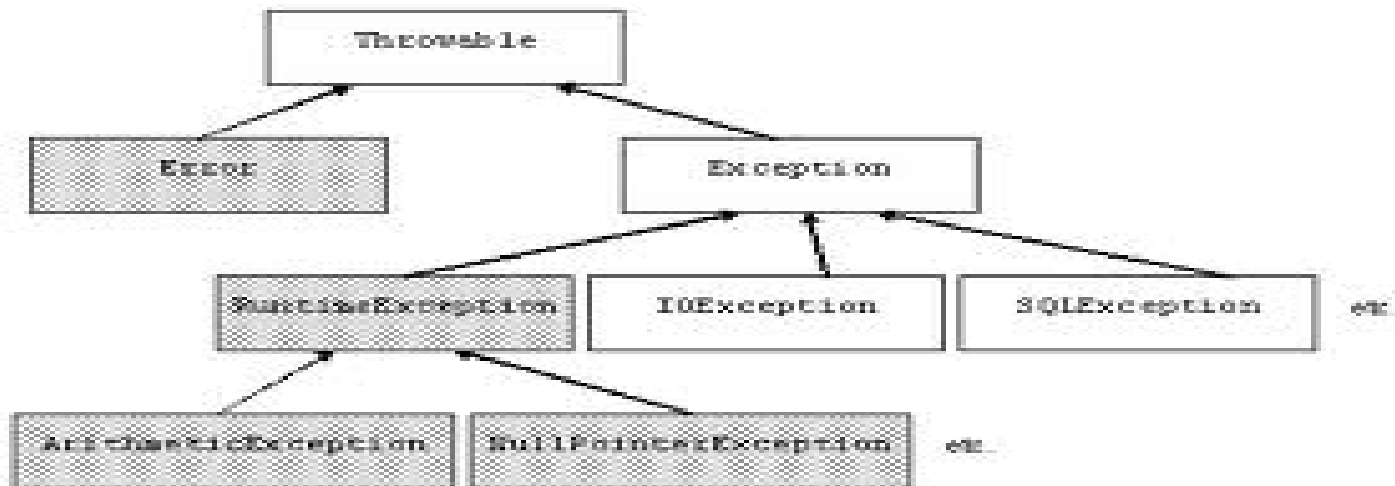 Throwable
Error
Exception
RuntimeException
IOException
SQLException
etc
ArithmeticException
NullPointerException
etc